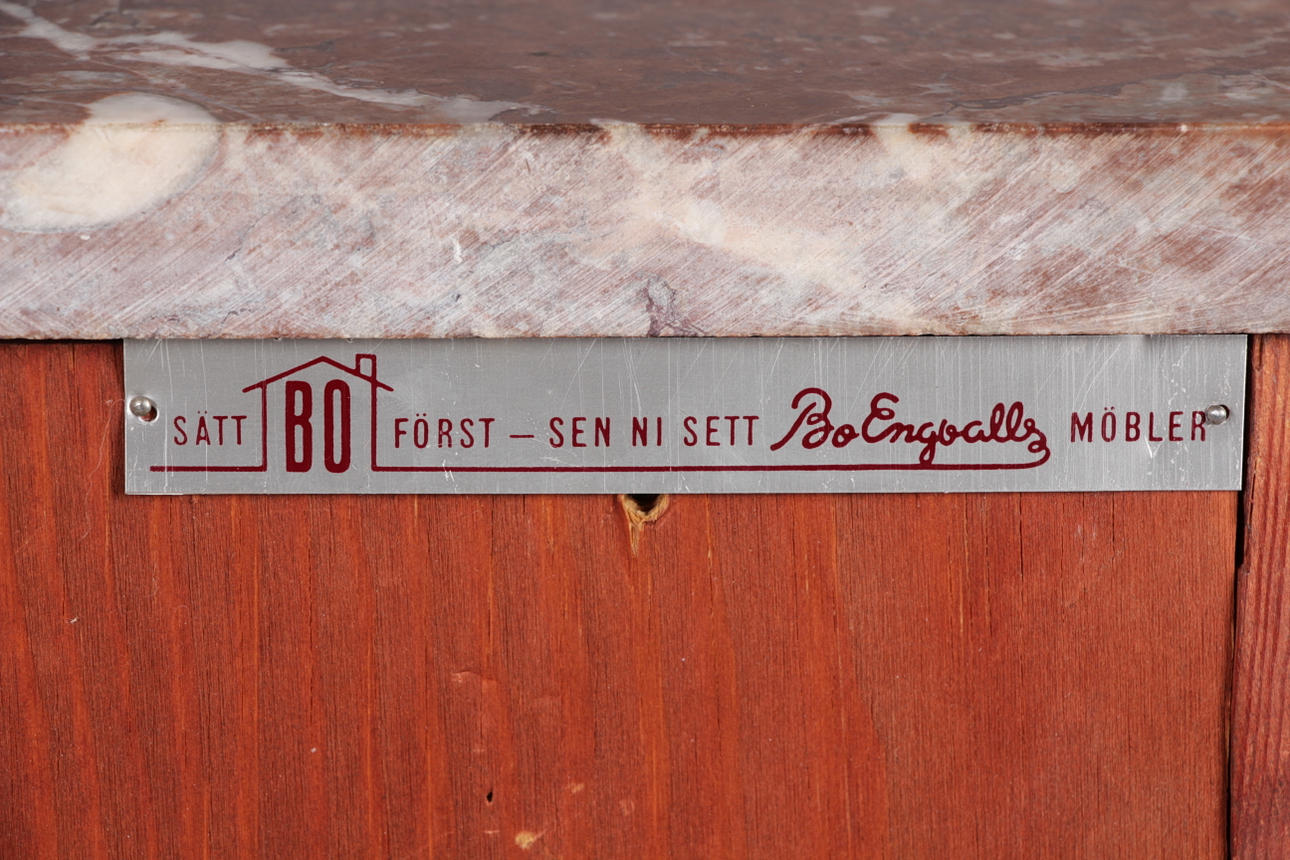 SÄTT BO FÖRST – SEN NI SETT Bo Engvalls MÖBLER